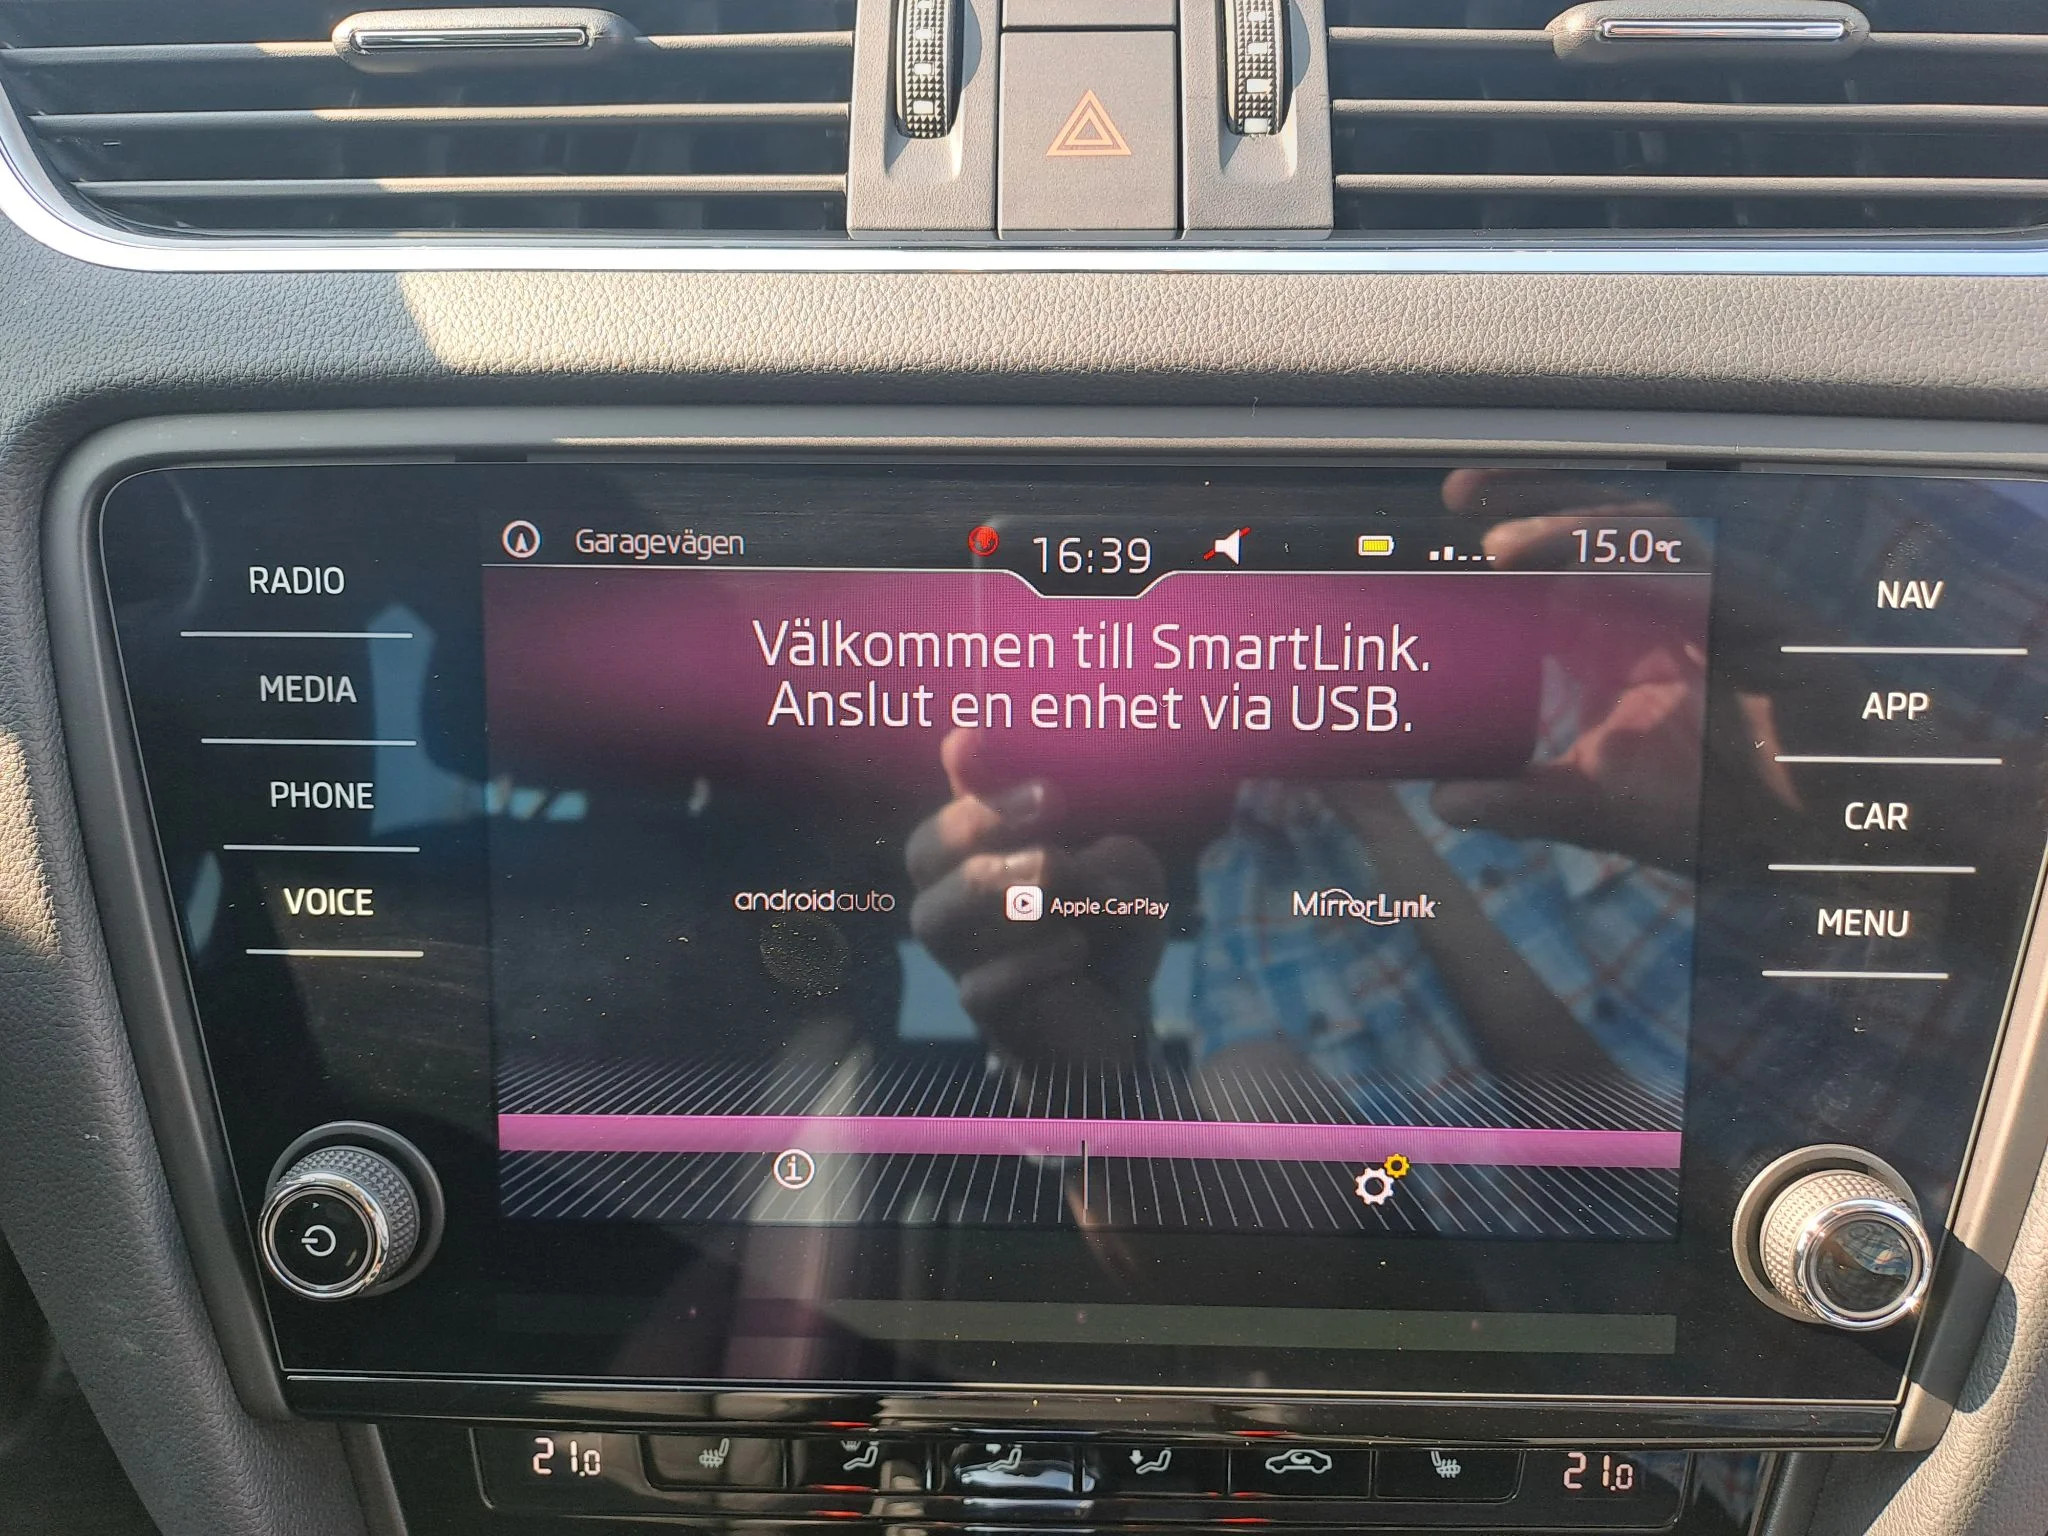 Garagevägen
16:39
15.0°C
RADIO
MEDIA
PHONE
VOICE
Välkommen till SmartLink.
Anslut en enhet via USB.
androidauto
Apple CarPlay
MirrorLink
NAV
APP
CAR
MENU
21.0
21.0